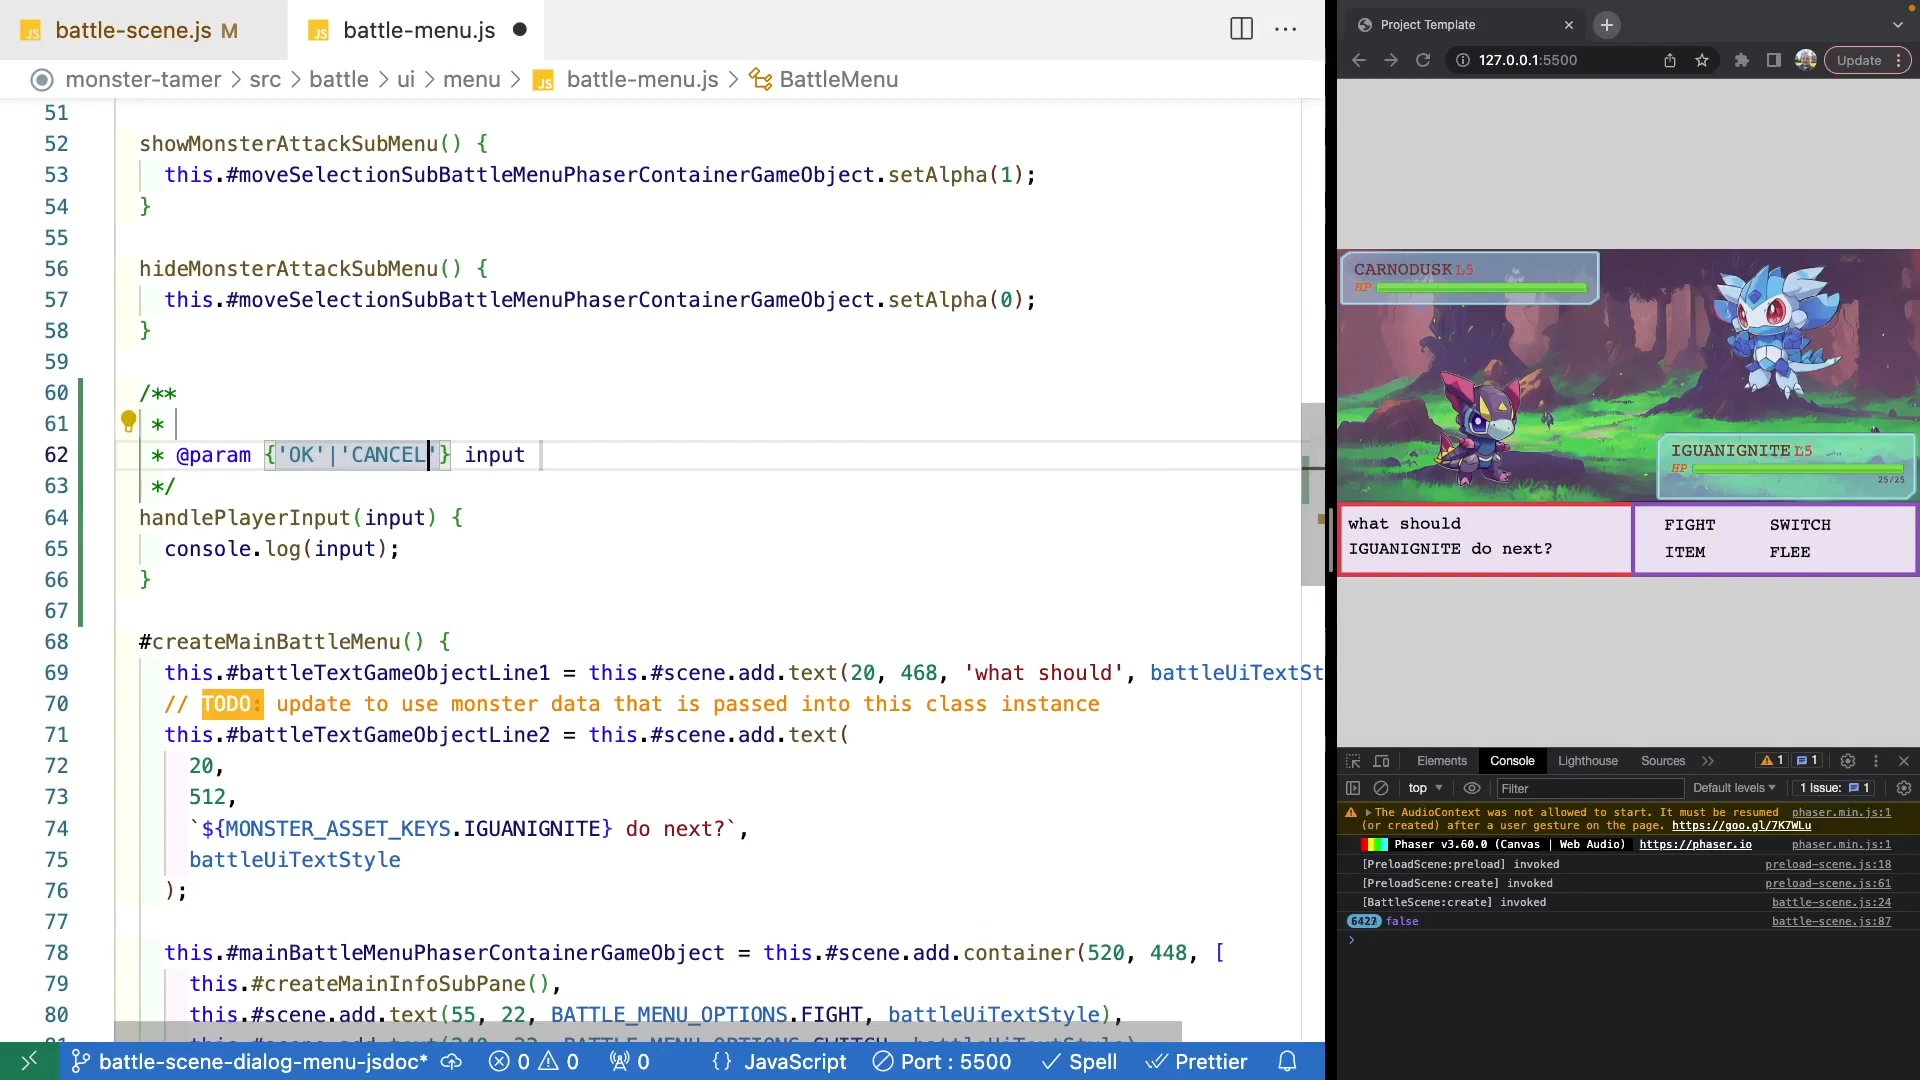 JS battle-scene.js M
JS battle-menu.js
monster-tamer > src > battle > ui > menu > JS battle-menu.js > BattleMenu
51
52 showMonsterAttackSubMenu() {
53 this.#moveSelectionSubBattleMenuPhaserContainerGameObject.setAlpha(1);
54 }
55
56 hideMonsterAttackSubMenu() {
57 this.#moveSelectionSubBattleMenuPhaserContainerGameObject.setAlpha(0);
58 }
59
60 /**
61 *
62 * @param {'OK'|'CANCEL'} input
63 */
64 handlePlayerInput(input) {
65 console.log(input);
66 }
67
68 #createMainBattleMenu() {
69 this.#battleTextGameObjectLine1 = this.#scene.add.text(20, 468, 'what should', battleUiTextSt
70 // TODO: update to use monster data that is passed into this class instance
71 this.#battleTextGameObjectLine2 = this.#scene.add.text(
72 20,
73 512,
74 `${MONSTER_ASSET_KEYS.IGUANIGNITE} do next?`,
75 battleUiTextStyle
76 );
77
78 this.#mainBattleMenuPhaserContainerGameObject = this.#scene.add.container(520, 448, [
79 this.#createMainInfoSubPane(),
80 this.#scene.add.text(55, 22, BATTLE_MENU_OPTIONS.FIGHT, battleUiTextStyle),
battle-scene-dialog-menu-jsdoc* 0 0 0 {} JavaScript Port : 5500 Spell Prettier
Project Template
127.0.0.1:5500 Update
CARNODUSK L5
HP
IGUANIGNITE L5
HP
25/25
what should
IGUANIGNITE do next?
FIGHT SWITCH
ITEM FLEE
Elements Console Lighthouse Sources 1 1
top Filter Default levels 1 Issue: 1
The AudioContext was not allowed to start. It must be resumed phaser.min.js:1
(or created) after a user gesture on the page. https://goo.gl/7K7WLu
Phaser v3.60.0 (Canvas | Web Audio) https://phaser.io phaser.min.js:1
[PreloadScene:preload] invoked preload-scene.js:18
[PreloadScene:create] invoked preload-scene.js:61
[BattleScene:create] invoked battle-scene.js:24
6427 false battle-scene.js:87